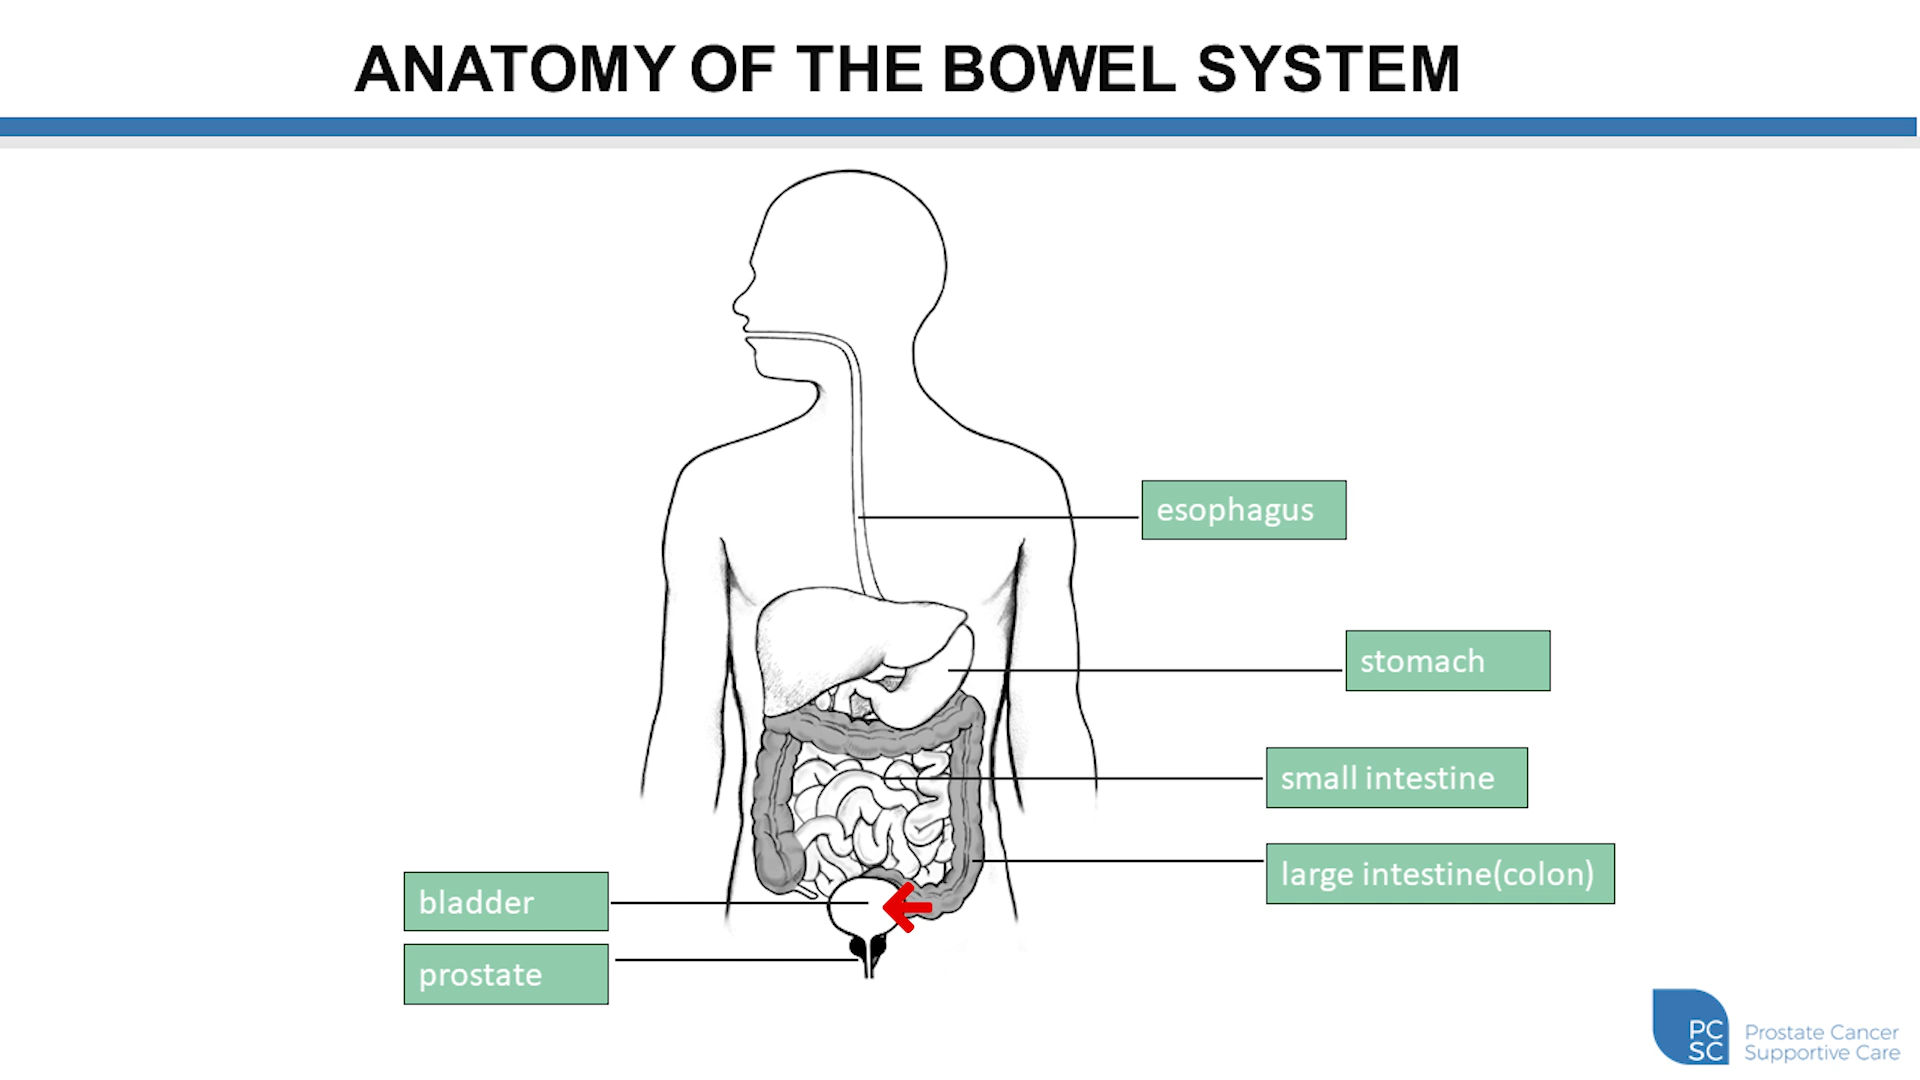 ANATOMY OF THE BOWEL SYSTEM
esophagus
stomach
small intestine
large intestine(colon)
bladder
prostate
PC
SC
Prostate Cancer
Supportive Care